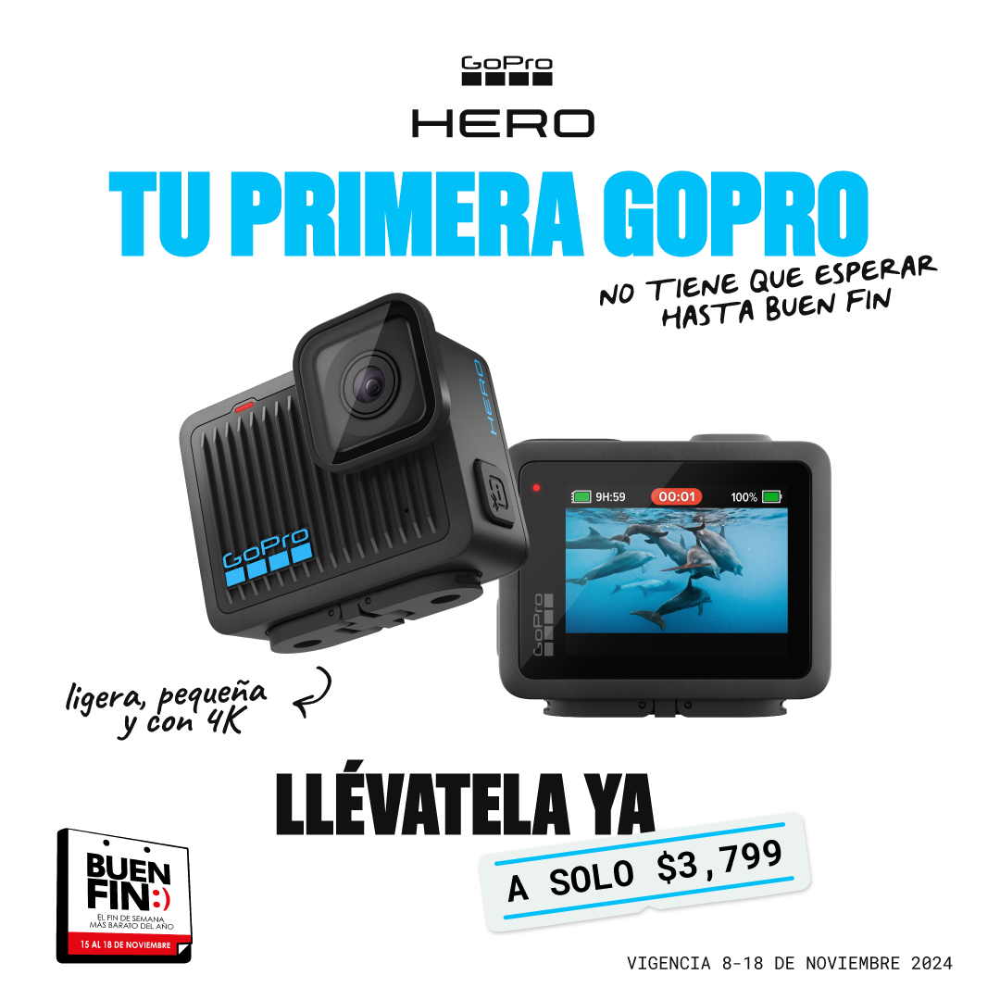 GoPro
HERO
TU PRIMERA GOPRO
NO TIENE QUE ESPERAR
HASTA BUEN FIN
HERO
GoPro
9H:59 00:01 100%
GoPro
ligera, pequeña
y con 4K
LLÉVATELA YA
A SOLO $3,799
BUEN
FIN:)
EL FIN DE SEMANA
MÁS BARATO DEL AÑO
15 AL 18 DE NOVIEMBRE
VIGENCIA 8-18 DE NOVIEMBRE 2024